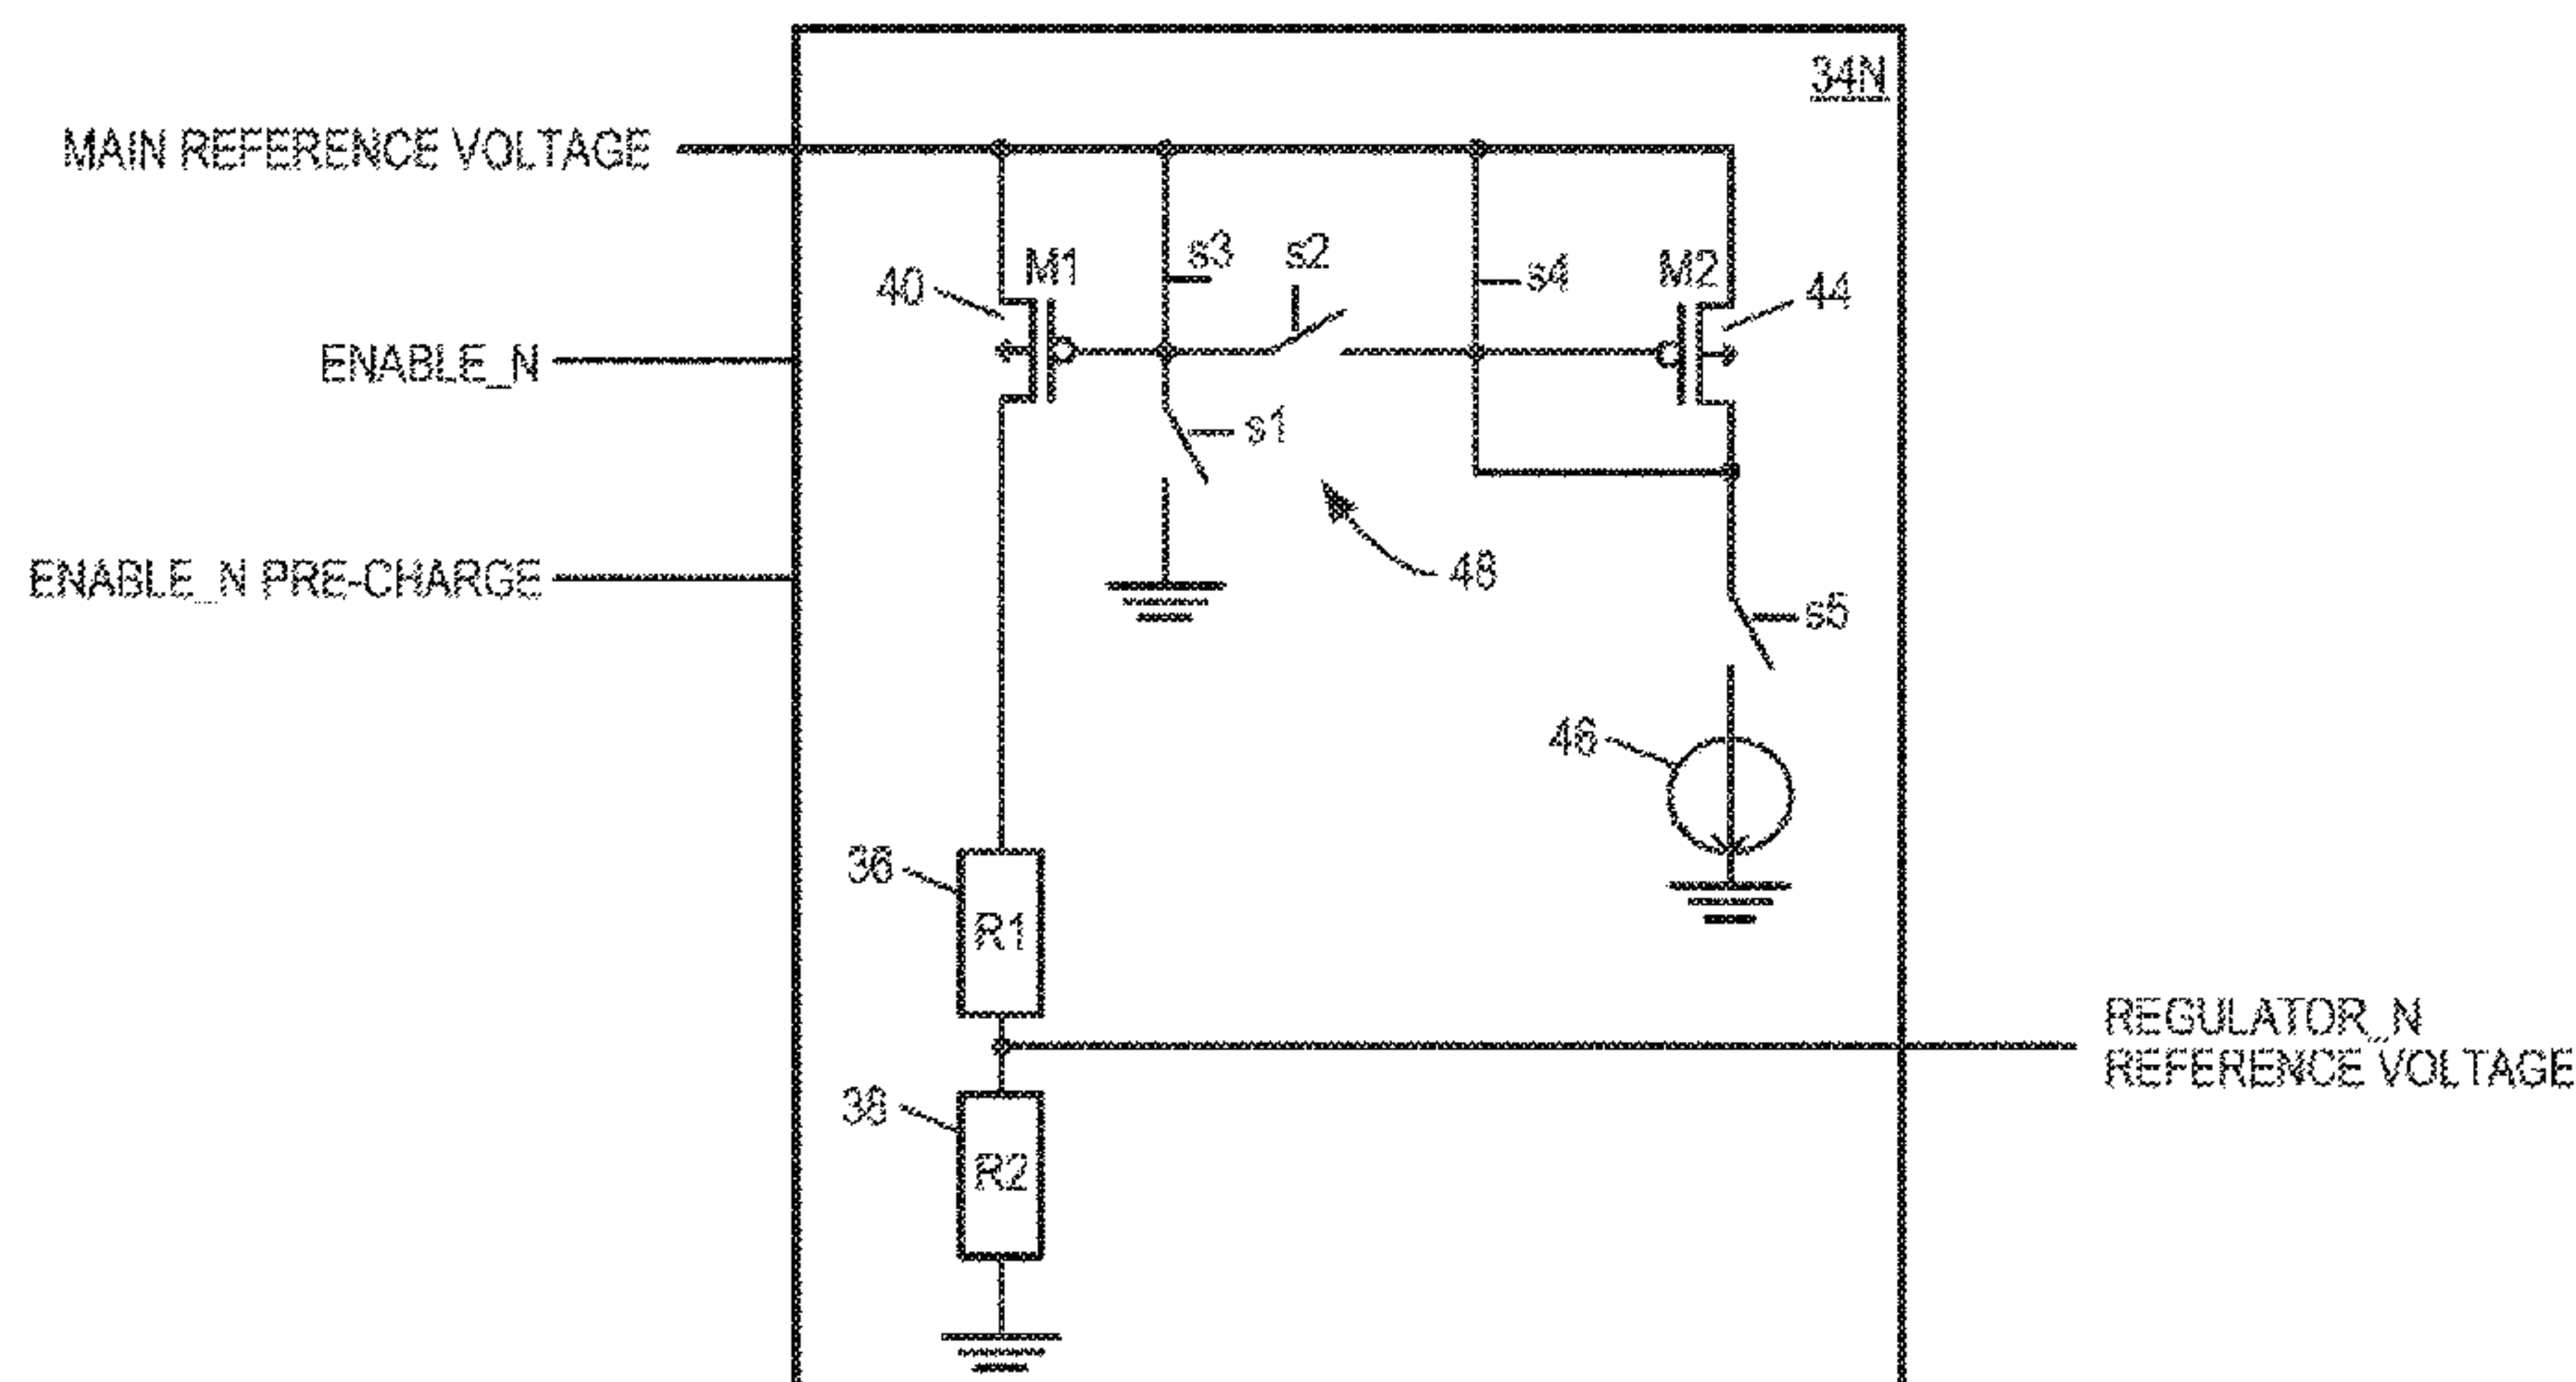 34N
MAIN REFERENCE VOLTAGE
s3
s2
M1
s4
M2
40
44
ENABLE_N
s1
48
ENABLE_N PRE-CHARGE
s5
46
36
R1
REGULATOR_N
REFERENCE VOLTAGE
38
R2